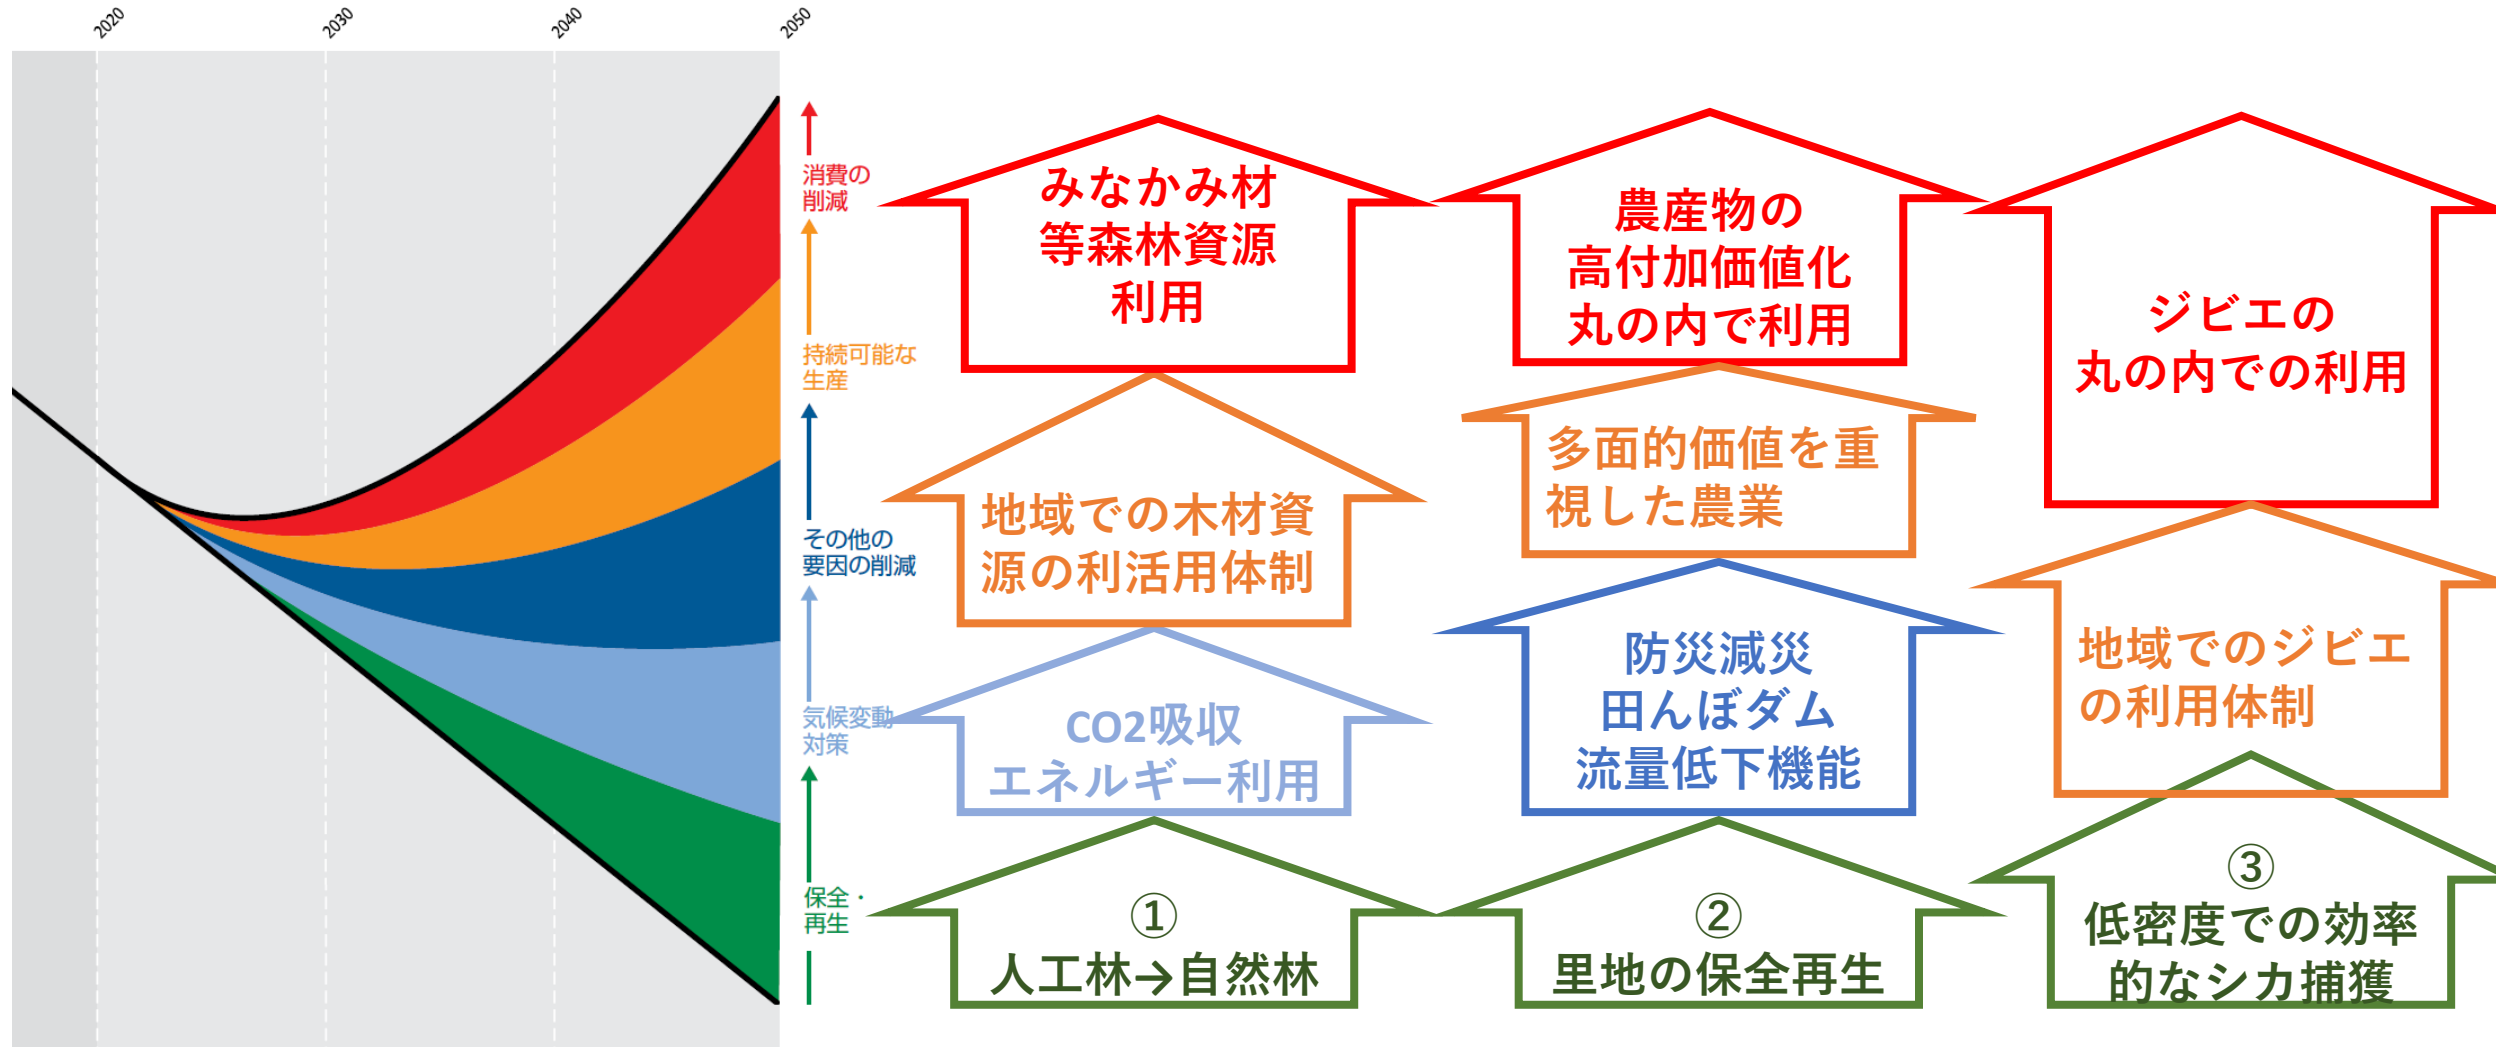 2020
2030
2040
2050
消費の
削減
持続可能な
生産
その他の
要因の削減
気候変動
対策
保全・
再生
みなかみ材
等森林資源
利用
地域での木材資
源の利活用体制
CO2吸収
エネルギー利用
①
人工林→自然林
農産物の
高付加価値化
丸の内で利用
多面的価値を重
視した農業
防災減災
田んぼダム
流量低下機能
②
里地の保全再生
ジビエの
丸の内での利用
地域でのジビエ
の利用体制
③
低密度での効率
的なシカ捕獲